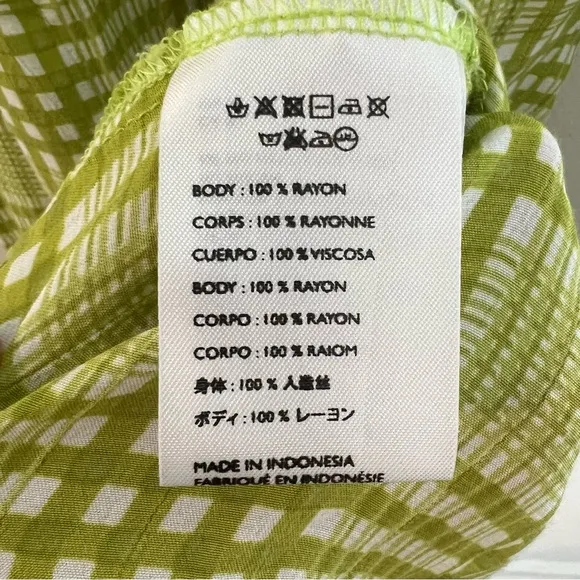 BODY : 100 % RAYON
CORPS : 100 % RAYONNE
CUERPO : 100 % VISCOSA
BODY : 100 % RAYON
CORPO : 100 % RAYON
CORPO : 100 % RAIOM
身体 : 100 % 人造丝
ボディ : 100 % レーヨン
MADE IN INDONESIA
FABRIQUÉ EN INDONÉSIE